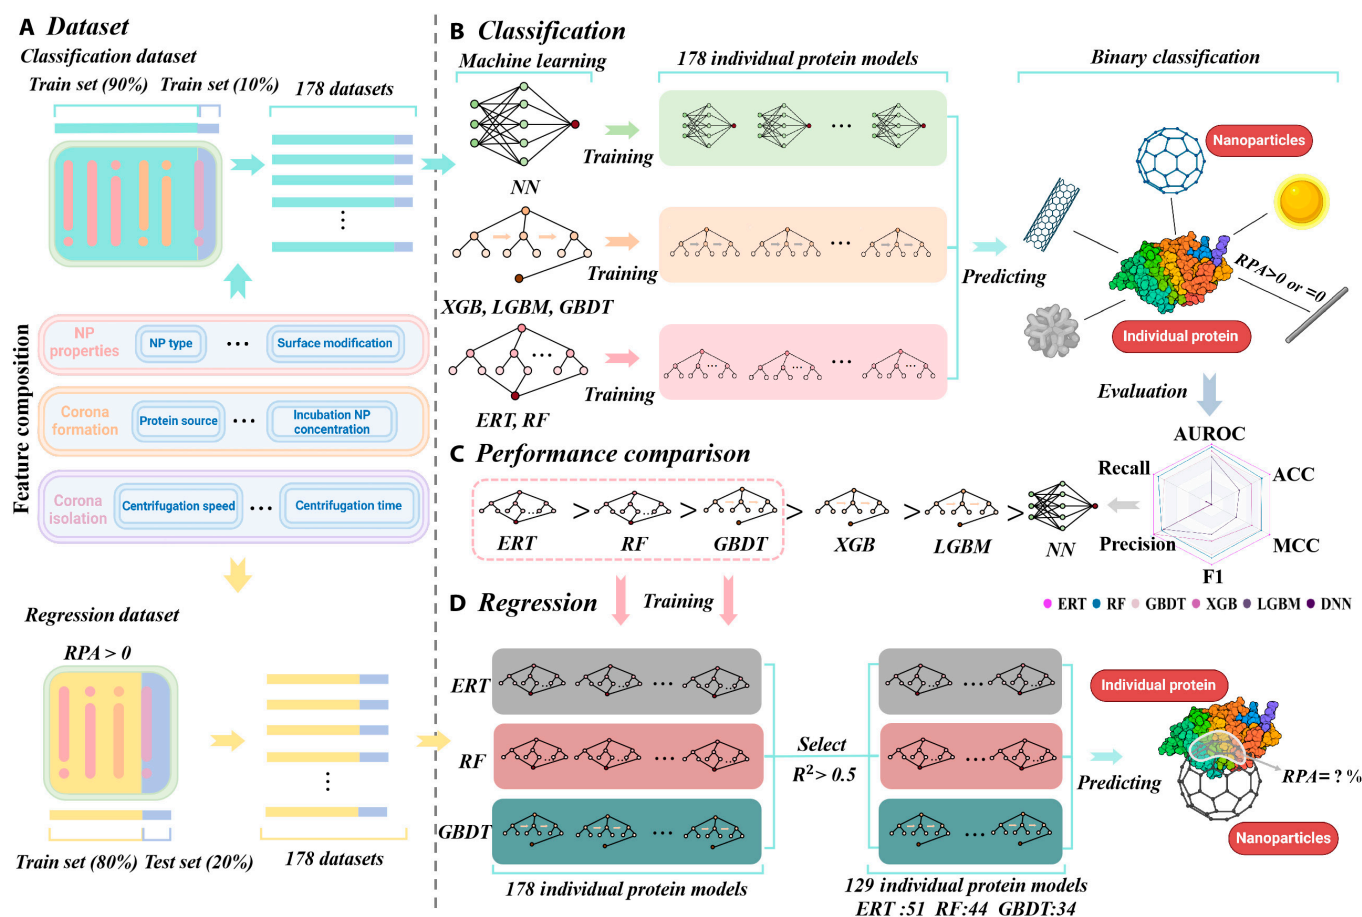 A Dataset
Classification dataset
Train set (90%) Train set (10%)
178 datasets
Feature composition
NP properties
NP type
Surface modification
Corona formation
Protein source
Incubation NP concentration
Corona isolation
Centrifugation speed
Centrifugation time
Regression dataset
RPA > 0
Train set (80%) Test set (20%)
178 datasets
B Classification
Machine learning
178 individual protein models
Binary classification
NN
Training
XGB, LGBM, GBDT
Training
ERT, RF
Training
Predicting
Nanoparticles
RPA>0 or =0
Individual protein
Evaluation
AUROC
ACC
MCC
F1
Precision
Recall
ERT RF GBDT XGB LGBM DNN
C Performance comparison
ERT > RF > GBDT > XGB > LGBM > NN
D Regression
Training
ERT
RF
GBDT
178 individual protein models
Select
R²> 0.5
129 individual protein models
ERT :51 RF:44 GBDT:34
Predicting
Individual protein
RPA= ? %
Nanoparticles